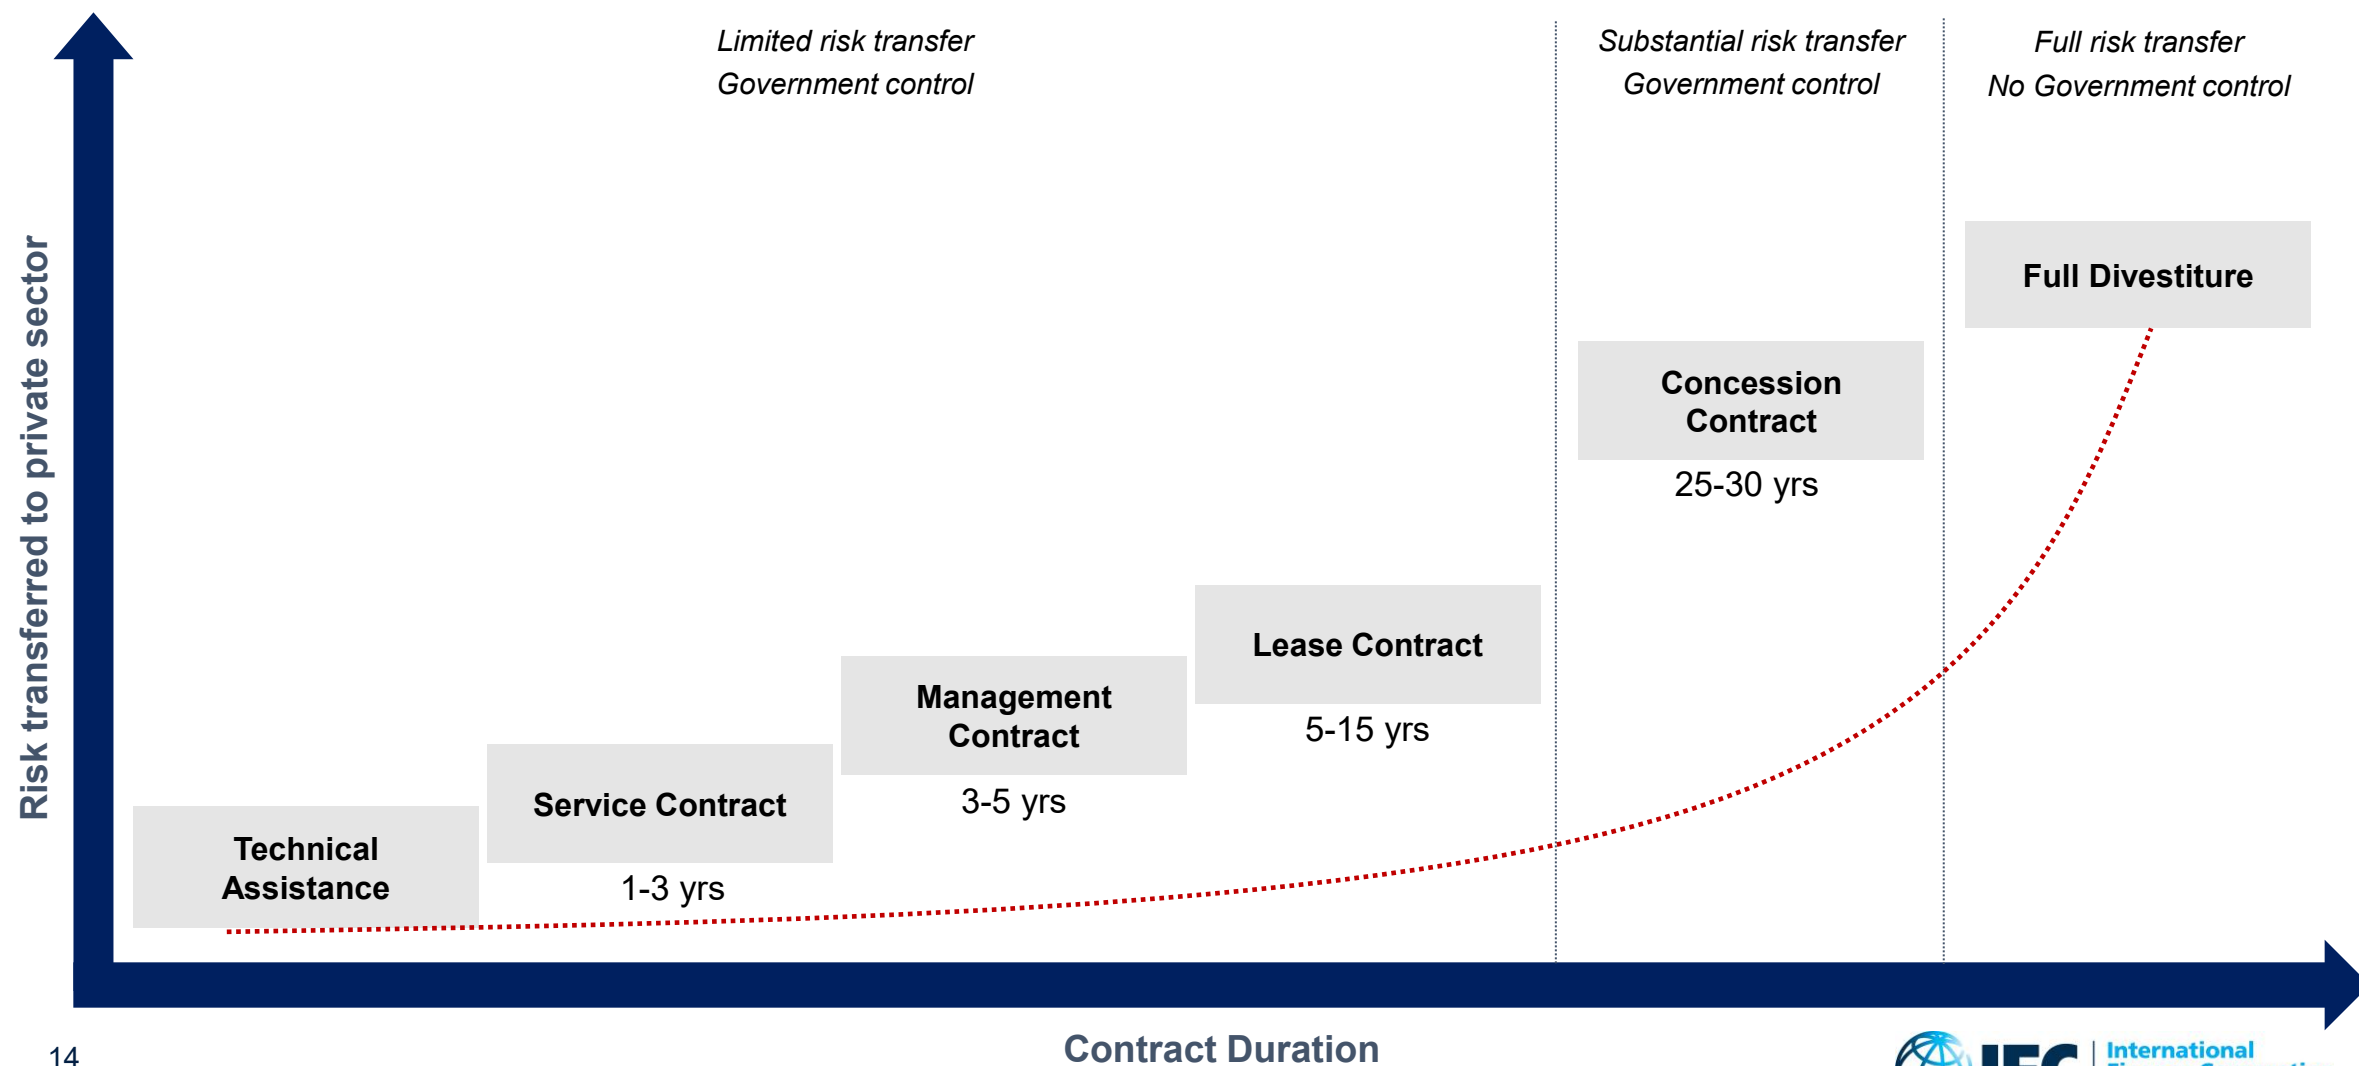 Limited risk transfer
Government control
Substantial risk transfer
Government control
Full risk transfer
No Government control
Risk transferred to private sector
Full Divestiture
Concession
Contract
25-30 yrs
Lease Contract
5-15 yrs
Management
Contract
3-5 yrs
Service Contract
1-3 yrs
Technical
Assistance
Contract Duration
14
IFC
International